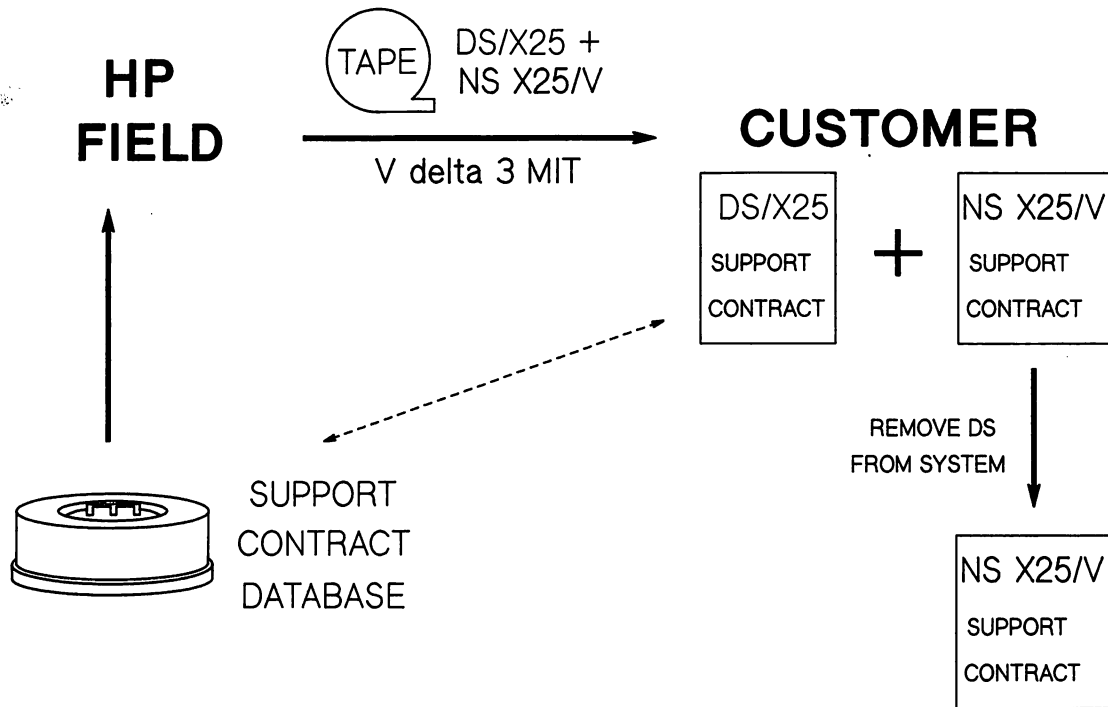 HP
FIELD
TAPE
DS/X25 +
NS X25/V
V delta 3 MIT
CUSTOMER
DS/X25
SUPPORT
CONTRACT
+
NS X25/V
SUPPORT
CONTRACT
REMOVE DS
FROM SYSTEM
SUPPORT
CONTRACT
DATABASE
NS X25/V
SUPPORT
CONTRACT